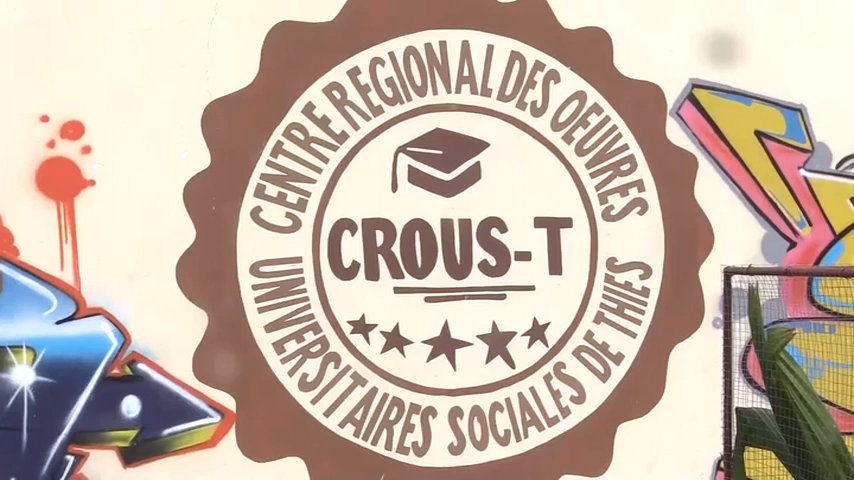 CENTRE REGIONAL DES OEUVRES
UNIVERSITAIRES SOCIALES DE THIES
CROUS-T